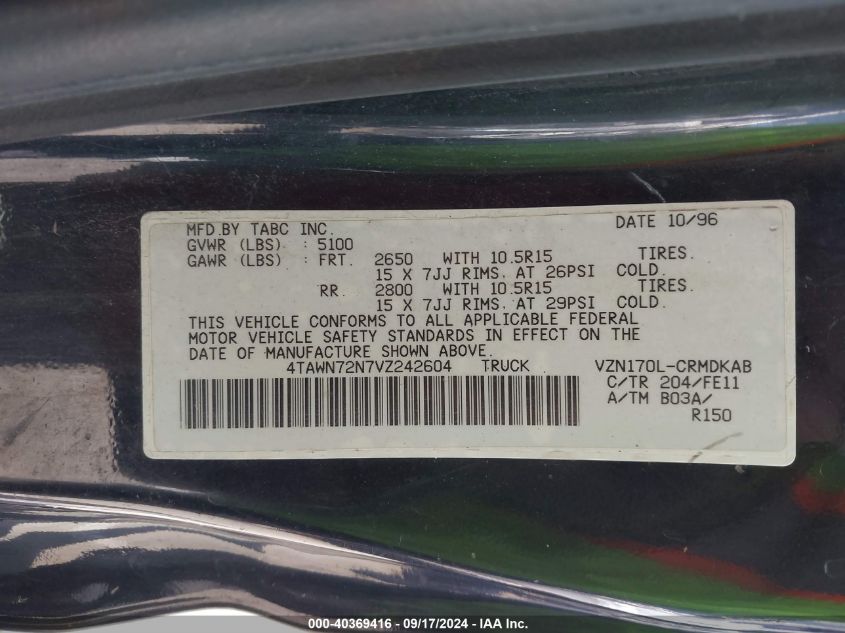 MFD.BY TABC INC. DATE 10/96
GVWR (LBS) : 5100
GAWR (LBS) : FRT. 2650 WITH 10.5R15 TIRES.
15 X 7JJ RIMS. AT 26PSI COLD.
RR. 2800 WITH 10.5R15 TIRES.
15 X 7JJ RIMS. AT 29PSI COLD.
THIS VEHICLE CONFORMS TO ALL APPLICABLE FEDERAL
MOTOR VEHICLE SAFETY STANDARDS IN EFFECT ON THE
DATE OF MANUFACTURE SHOWN ABOVE.
4TAWN72N7VZ242604 TRUCK VZN170L-CRMDKAB
C/TR 204/FE11
A/TM B03A/
R150
000-40369416 - 09/17/2024 - IAA Inc.